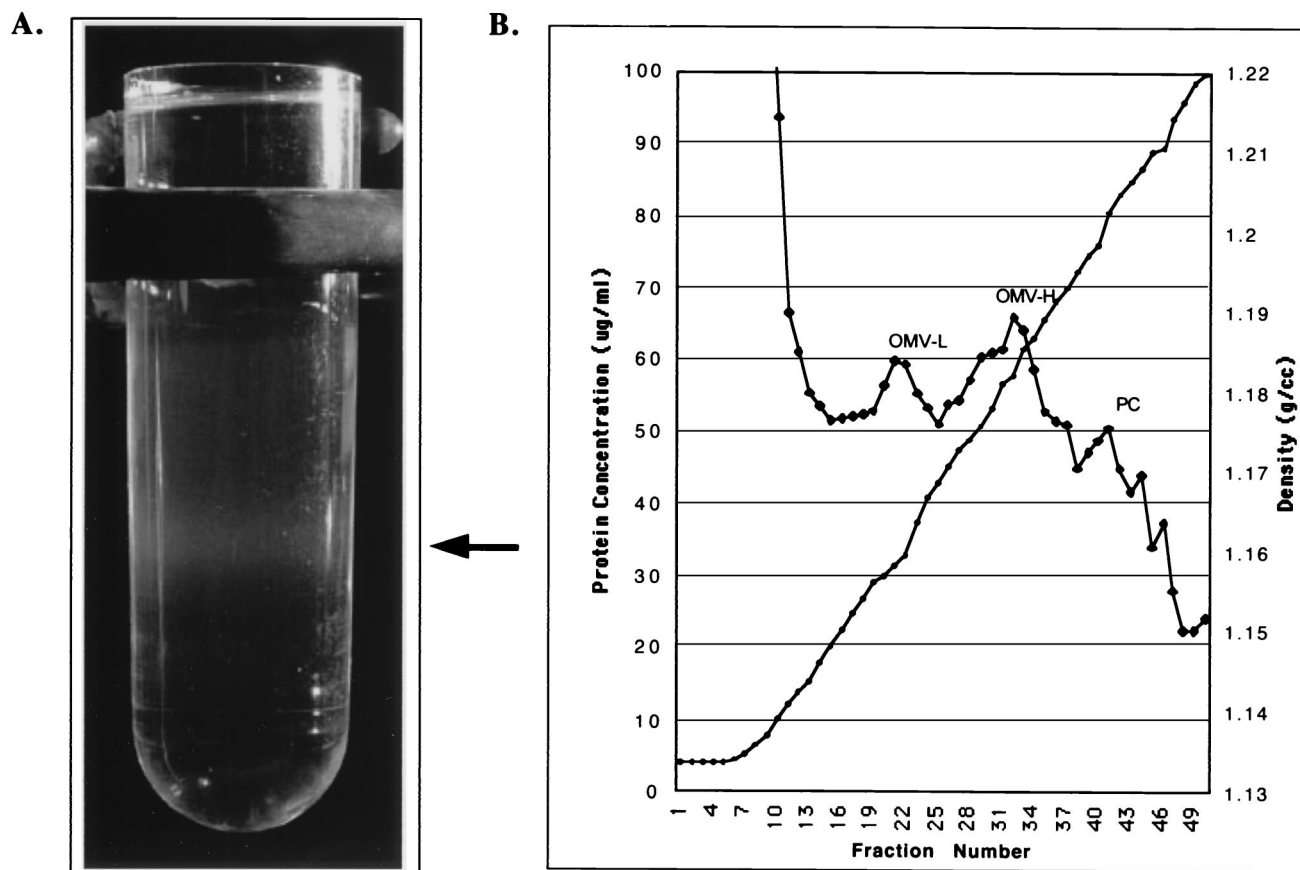 A.
B.
100
90
80
70
60
50
40
30
20
10
0
Protein Concentration (ug/ml)
OMV-L
OMV-H
PC
1.22
1.21
1.2
1.19
1.18
1.17
1.16
1.15
1.14
1.13
Density (g/cc)
1 4 7 10 13 16 19 22 25 28 31 34 37 40 43 46 49
Fraction Number